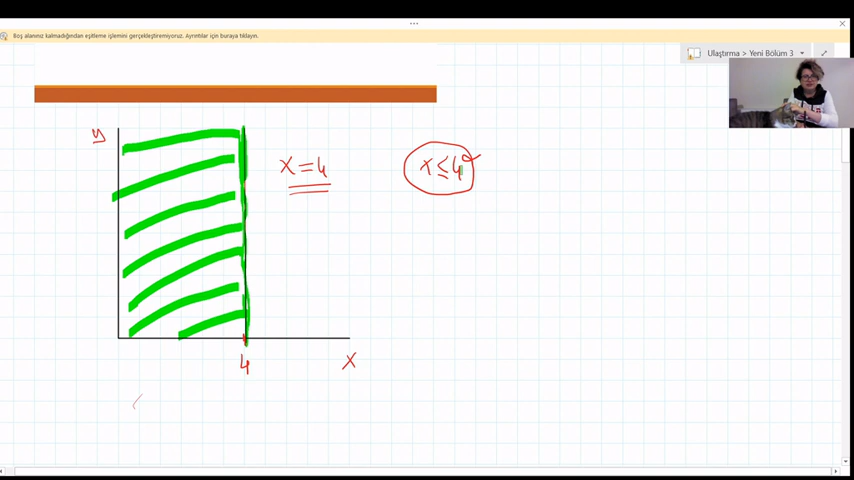 Boş alanınız kalmadığından eşitleme işlemini gerçekleştiremiyoruz. Ayrıntılar için buraya tıklayın.
Ulaştırma > Yeni Bölüm 3
y
x=4
x≤4
4
x